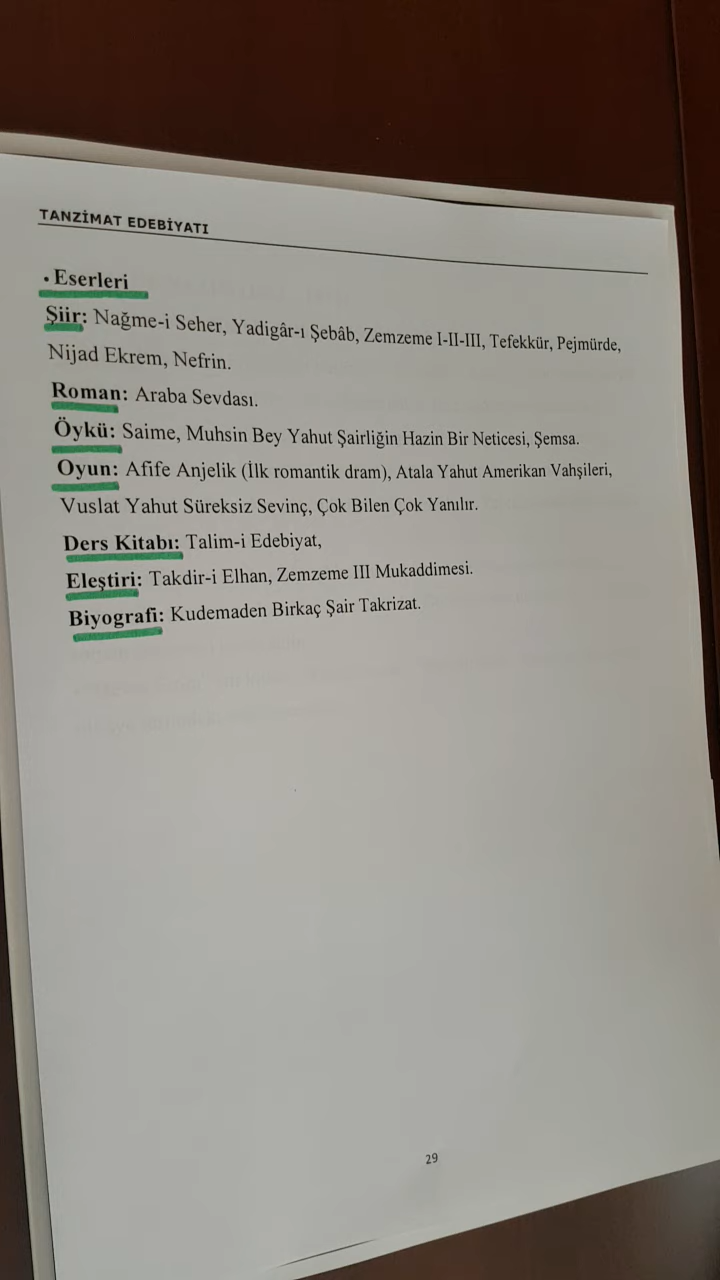 TANZİMAT EDEBİYATI
• Eserleri
Şiir: Nağme-i Seher, Yadigâr-ı Şebâb, Zemzeme I-II-III, Tefekkür, Pejmürde,
Nijad Ekrem, Nefrin.
Roman: Araba Sevdası.
Öykü: Saime, Muhsin Bey Yahut Şairliğin Hazin Bir Neticesi, Şemsa.
Oyun: Afife Anjelik (İlk romantik dram), Atala Yahut Amerikan Vahşileri,
Vuslat Yahut Süreksiz Sevinç, Çok Bilen Çok Yanılır.
Ders Kitabı: Talim-i Edebiyat,
Eleştiri: Takdir-i Elhan, Zemzeme III Mukaddimesi.
Biyografi: Kudemaden Birkaç Şair Takrizat.
29